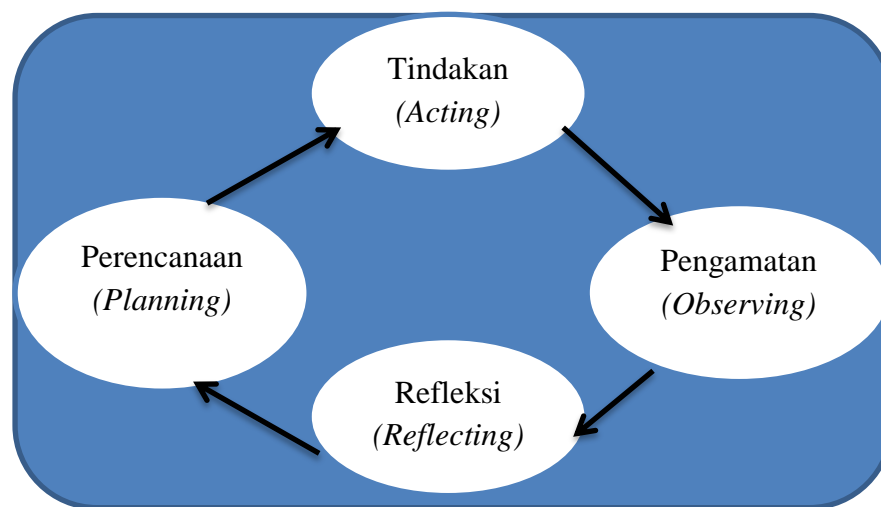 Tindakan
(Acting)
Perencanaan
(Planning)
Pengamatan
(Observing)
Refleksi
(Reflecting)